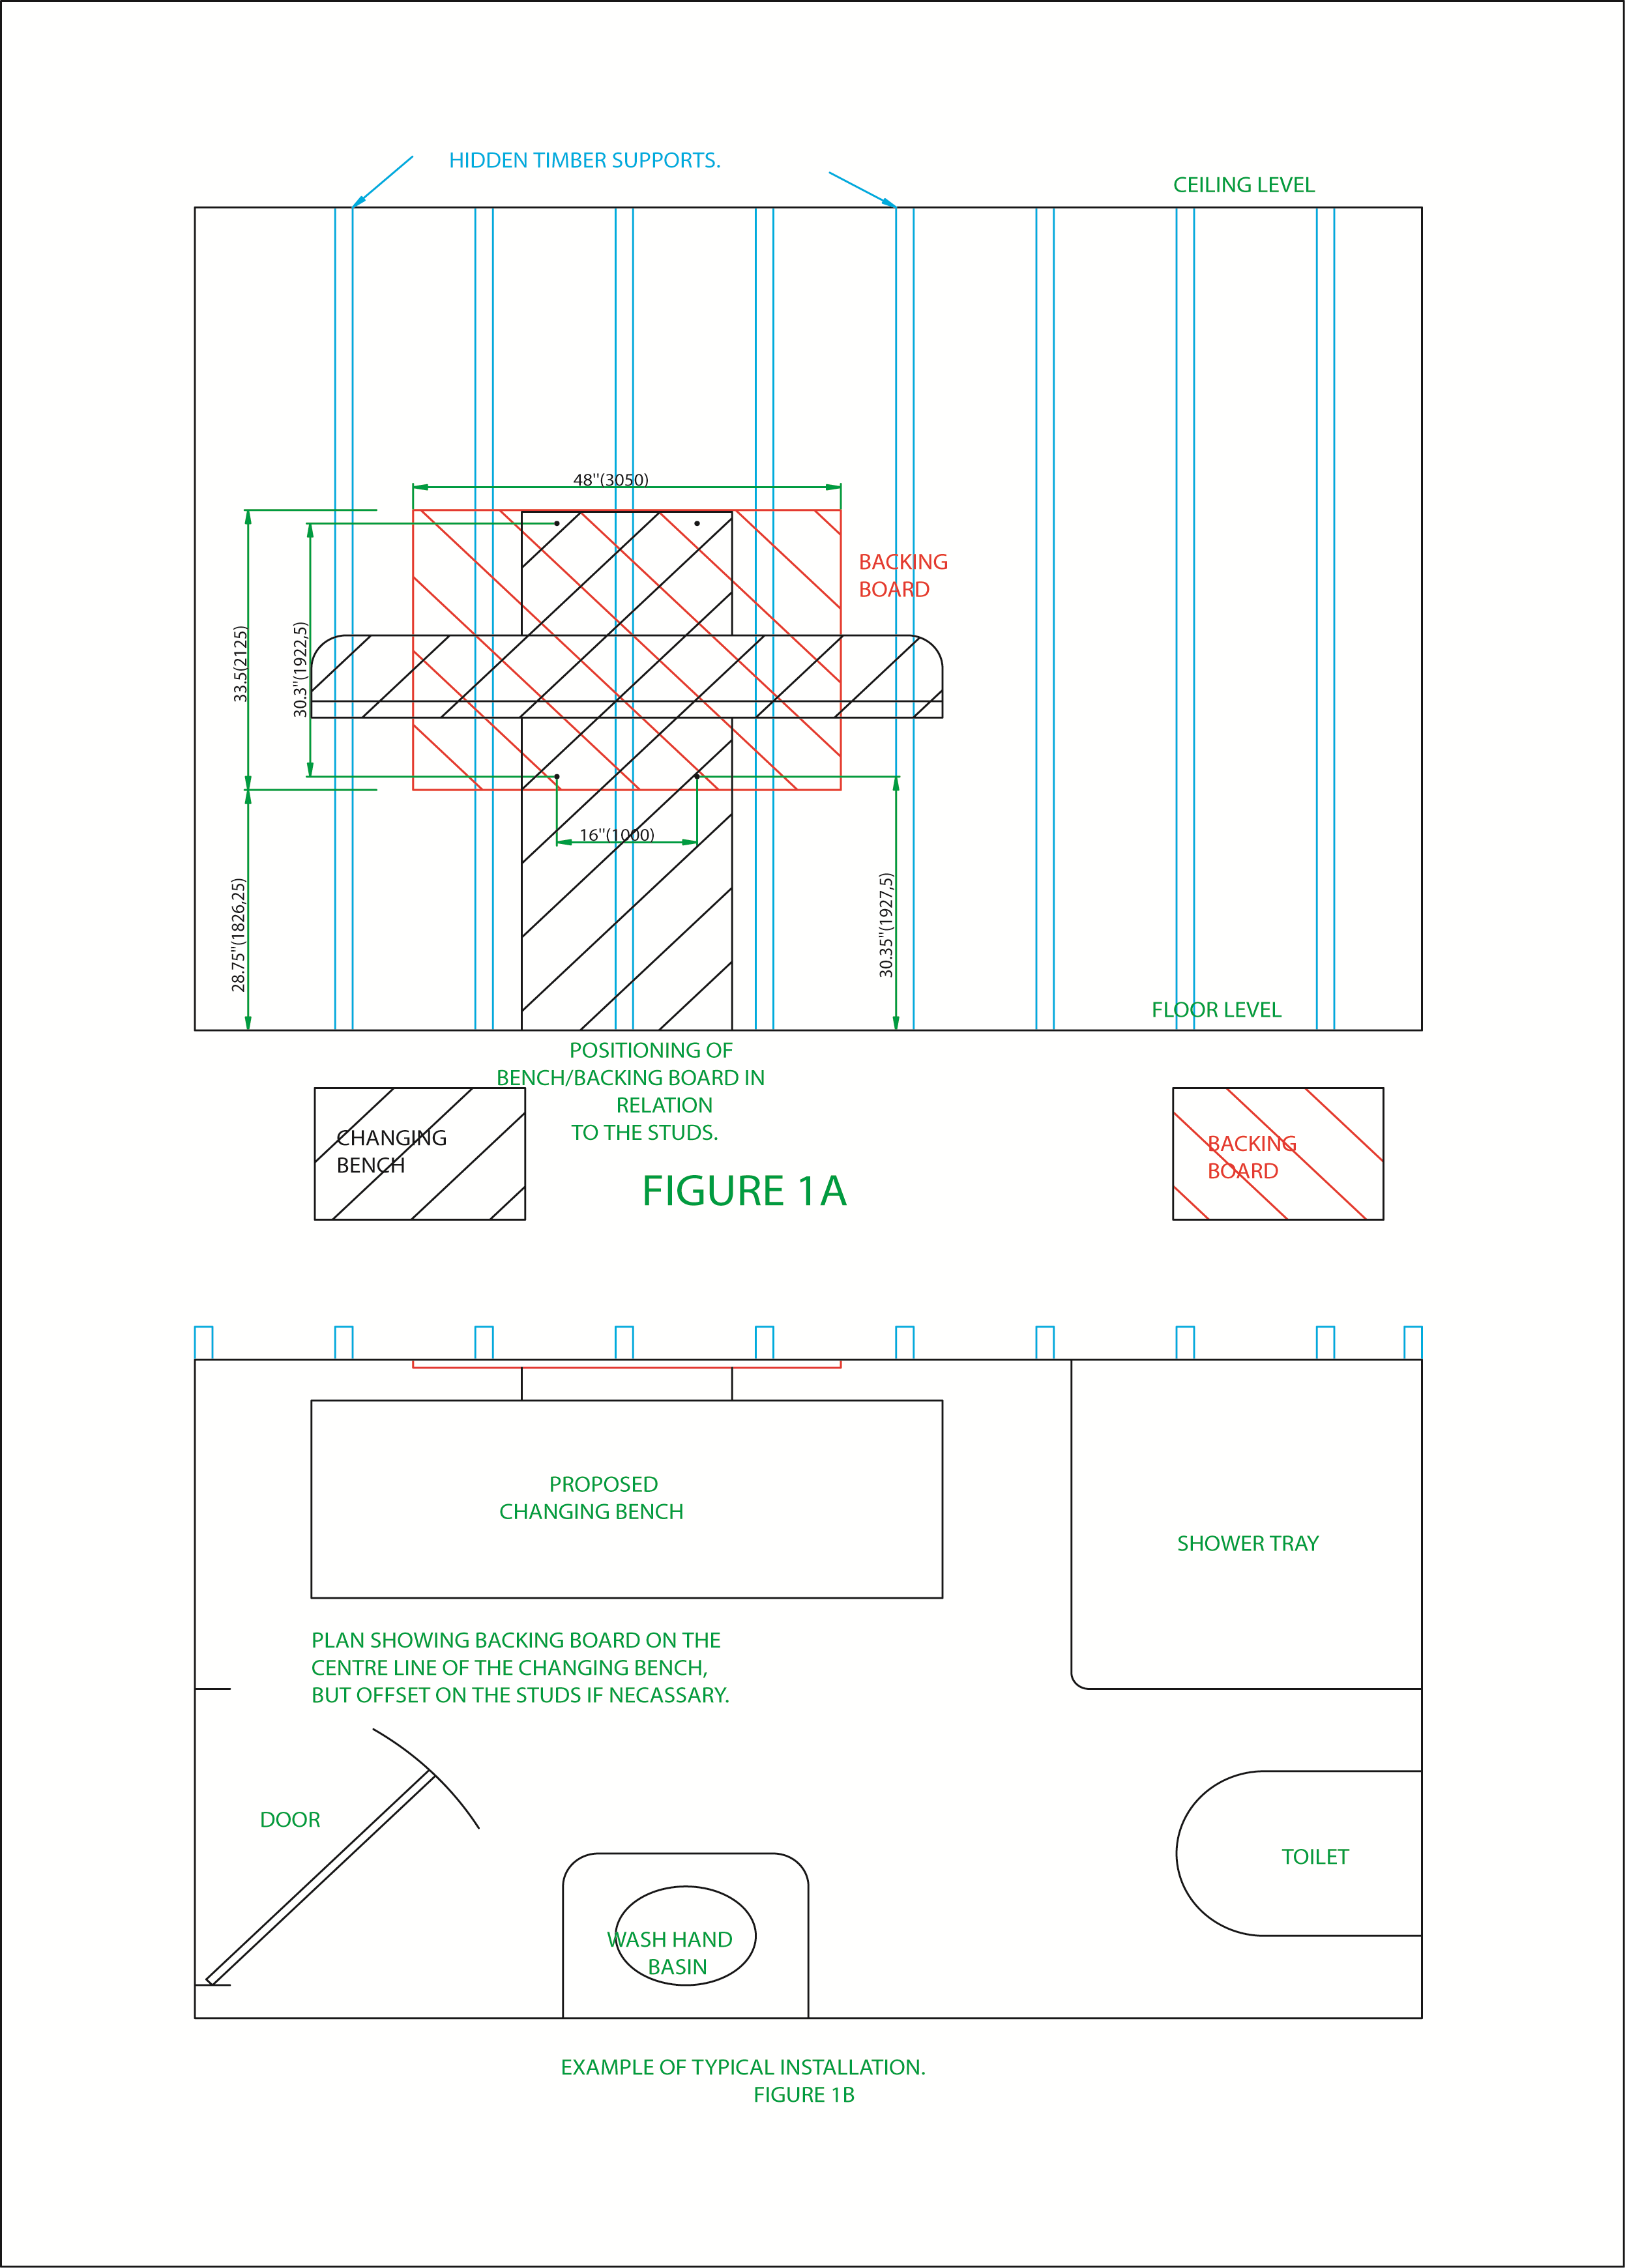 HIDDEN TIMBER SUPPORTS.
CEILING LEVEL
48"(3050)
BACKING
BOARD
33.5(2125)
30.3"(1922,5)
16"(1000)
28.75"(1826,25)
30.35"(1927,5)
FLOOR LEVEL
POSITIONING OF
BENCH/BACKING BOARD IN
RELATION
TO THE STUDS.
CHANGING
BENCH
BACKING
BOARD
FIGURE 1A
PROPOSED
CHANGING BENCH
SHOWER TRAY
PLAN SHOWING BACKING BOARD ON THE
CENTRE LINE OF THE CHANGING BENCH,
BUT OFFSET ON THE STUDS IF NECASSARY.
DOOR
TOILET
WASH HAND
BASIN
EXAMPLE OF TYPICAL INSTALLATION.
FIGURE 1B